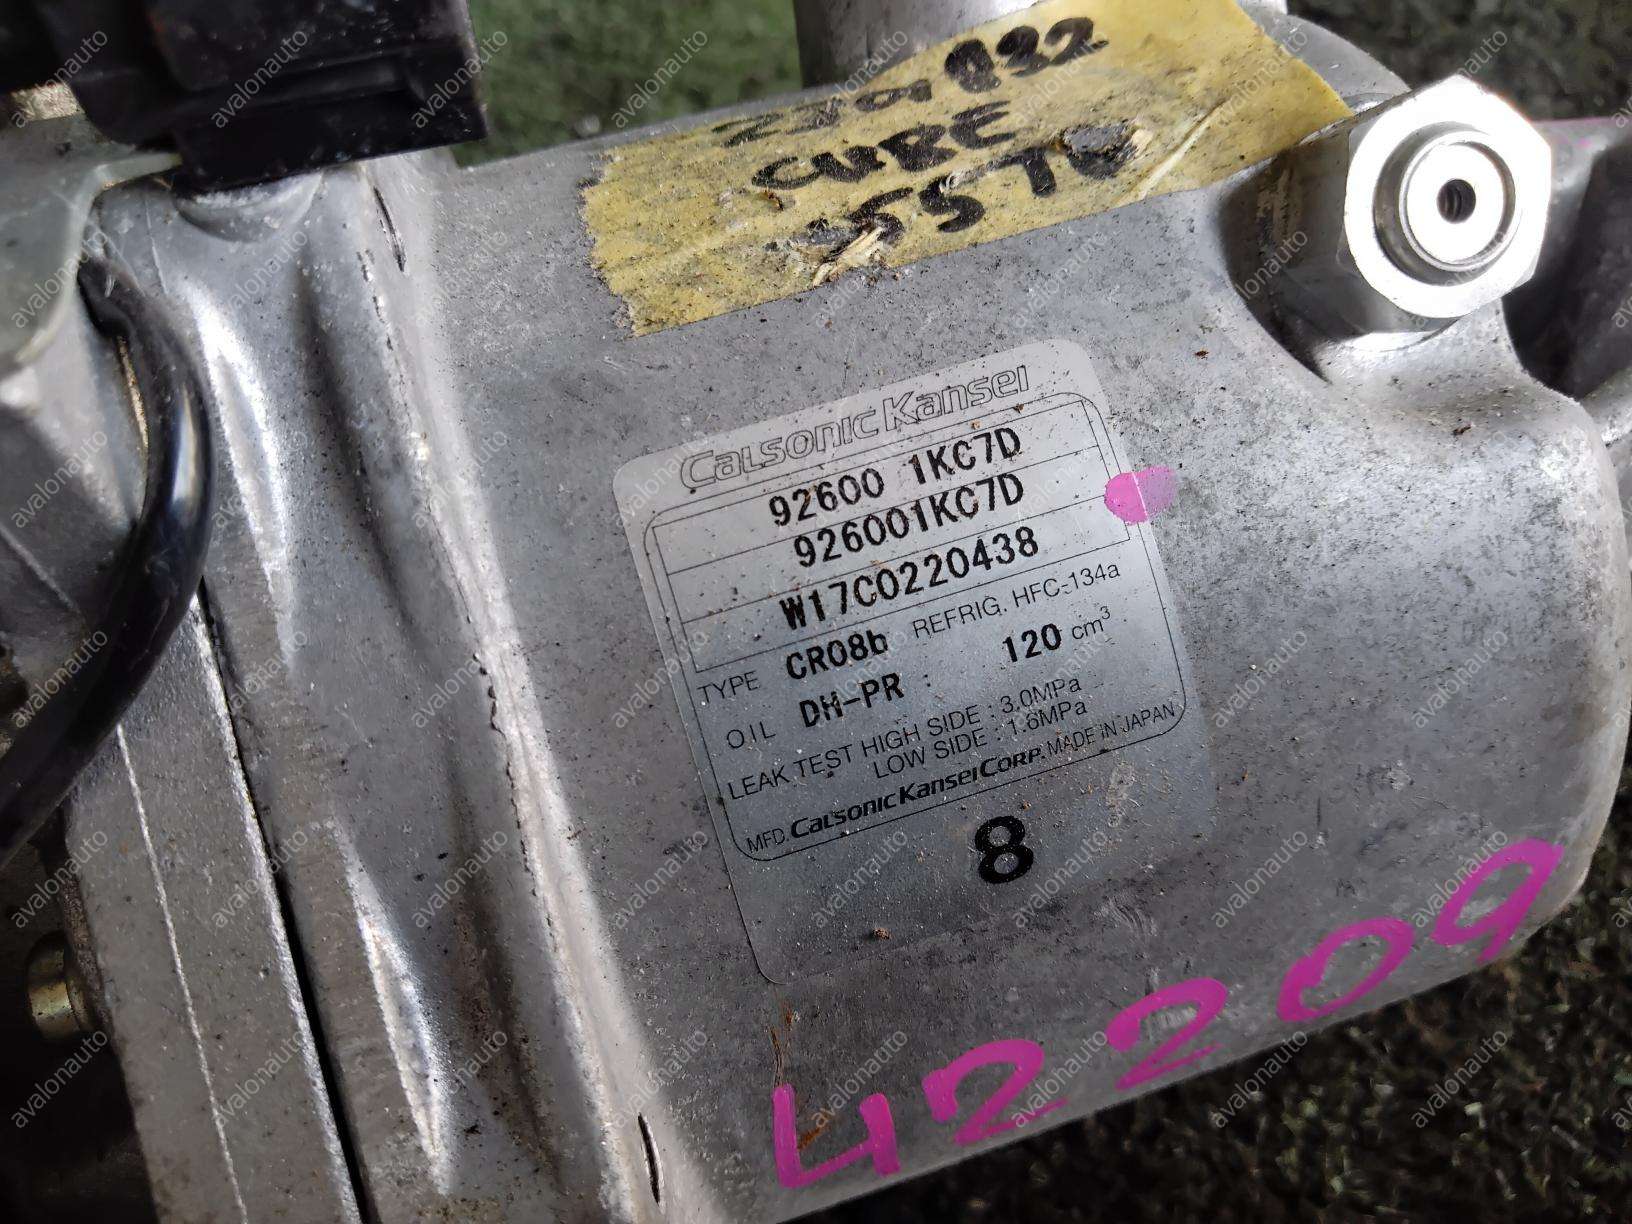 CUBE
CalsonicKansei
92600 1KC7D
926001KC7D
W17C0220438
TYPE CR08b REFRIG. HFC-134a
OIL DH-PR : 120 cm³
LEAK TEST HIGH SIDE : 3.0MPa
LOW SIDE : 1.6MPa
MFD. CalsonicKansei Corp. MADE IN JAPAN
8
42209
avalonauto